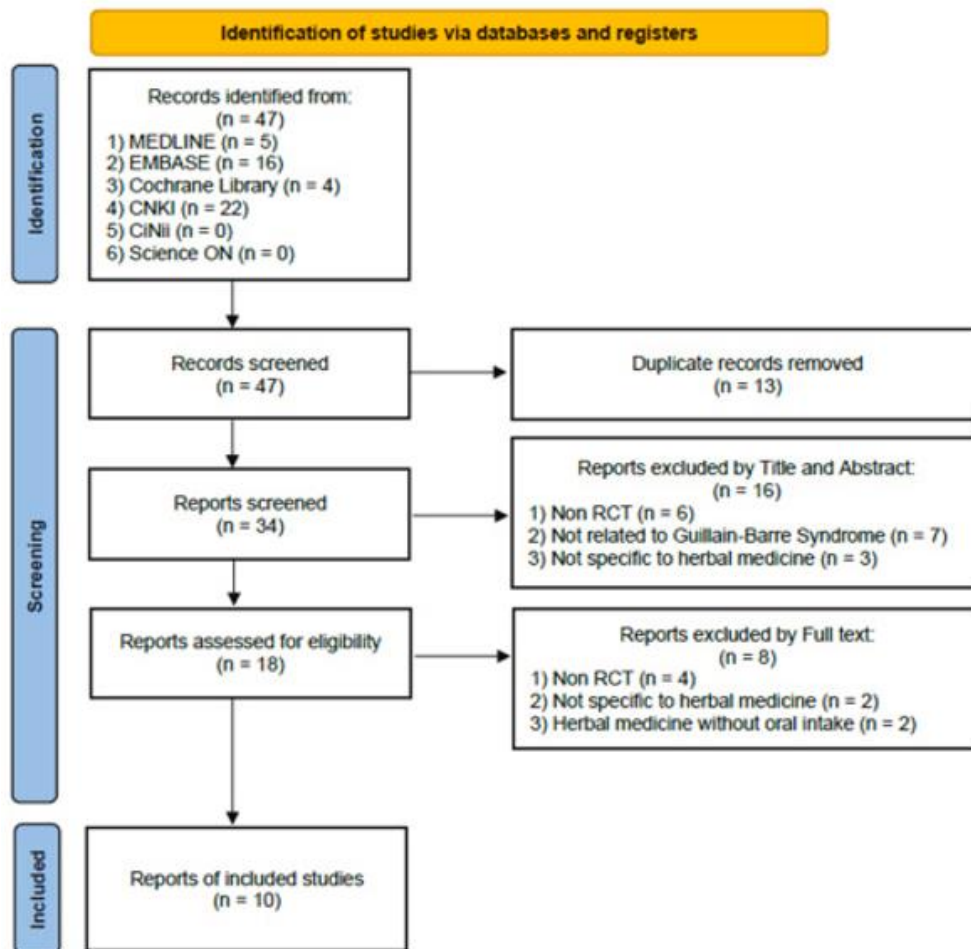 Identification of studies via databases and registers
Identification
Records identified from:
(n = 47)
1) MEDLINE (n = 5)
2) EMBASE (n = 16)
3) Cochrane Library (n = 4)
4) CNKI (n = 22)
5) CiNii (n = 0)
6) Science ON (n = 0)
Screening
Records screened
(n = 47)
Duplicate records removed
(n = 13)
Reports screened
(n = 34)
Reports excluded by Title and Abstract:
(n = 16)
1) Non RCT (n = 6)
2) Not related to Guillain-Barre Syndrome (n = 7)
3) Not specific to herbal medicine (n = 3)
Reports assessed for eligibility
(n = 18)
Reports excluded by Full text:
(n = 8)
1) Non RCT (n = 4)
2) Not specific to herbal medicine (n = 2)
3) Herbal medicine without oral intake (n = 2)
Included
Reports of included studies
(n = 10)